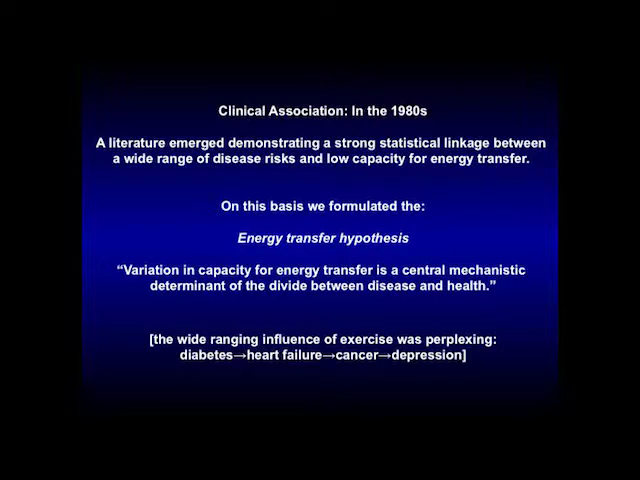 Clinical Association: In the 1980s
A literature emerged demonstrating a strong statistical linkage between
a wide range of disease risks and low capacity for energy transfer.
On this basis we formulated the:
Energy transfer hypothesis
“Variation in capacity for energy transfer is a central mechanistic
determinant of the divide between disease and health.”
[the wide ranging influence of exercise was perplexing:
diabetes→heart failure→cancer→depression]